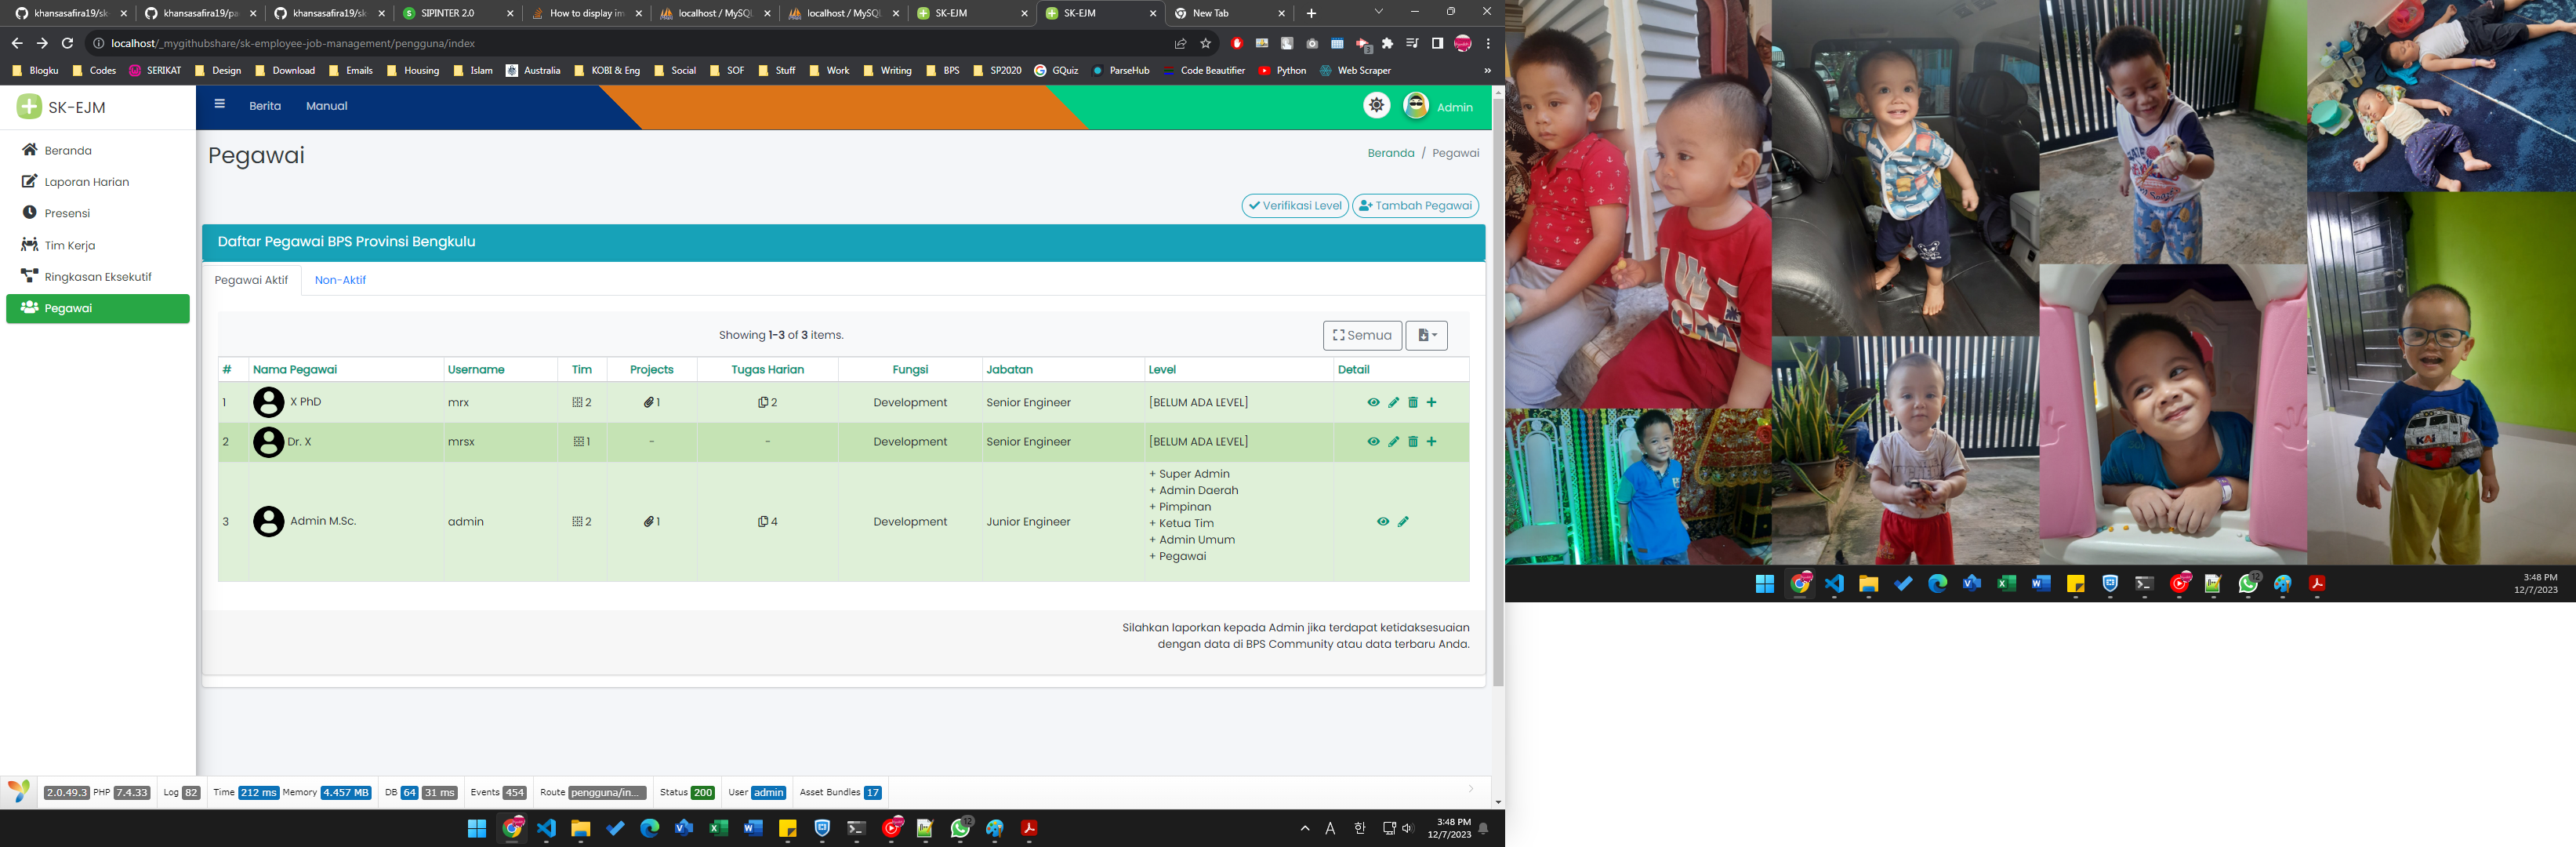 khansasafira19/sk
khansasafira19/pa
khansasafira19/sk
SIPINTER 2.0
How to display im
localhost / MySQL
localhost / MySQL
SK-EJM
SK-EJM
New Tab
localhost/_mygithubshare/sk-employee-job-management/pengguna/index
Blogku Codes SERIKAT Design Download Emails Housing Islam Australia KOBI & Eng Social SOF Stuff Work Writing BPS SP2020 GQuiz ParseHub Code Beautifier Python Web Scraper »
SK-EJM
Berita Manual Admin
Beranda
Laporan Harian
Presensi
Tim Kerja
Ringkasan Eksekutif
Pegawai
Pegawai
Beranda / Pegawai
Verifikasi Level Tambah Pegawai
Daftar Pegawai BPS Provinsi Bengkulu
Pegawai Aktif Non-Aktif
Showing 1-3 of 3 items.
Semua
# Nama Pegawai Username Tim Projects Tugas Harian Fungsi Jabatan Level Detail
1 X PhD mrx 2 1 2 Development Senior Engineer [BELUM ADA LEVEL]
2 Dr. X mrsx 1 - - Development Senior Engineer [BELUM ADA LEVEL]
3 Admin M.Sc. admin 2 1 4 Development Junior Engineer
+ Super Admin
+ Admin Daerah
+ Pimpinan
+ Ketua Tim
+ Admin Umum
+ Pegawai
Silahkan laporkan kepada Admin jika terdapat ketidaksesuaian
dengan data di BPS Community atau data terbaru Anda.
2.0.49.3 PHP 7.4.33 Log 82 Time 212 ms Memory 4.457 MB DB 64 31 ms Events 454 Route pengguna/in... Status 200 User admin Asset Bundles 17
A 한
3:48 PM
12/7/2023
KAI
3:48 PM
12/7/2023